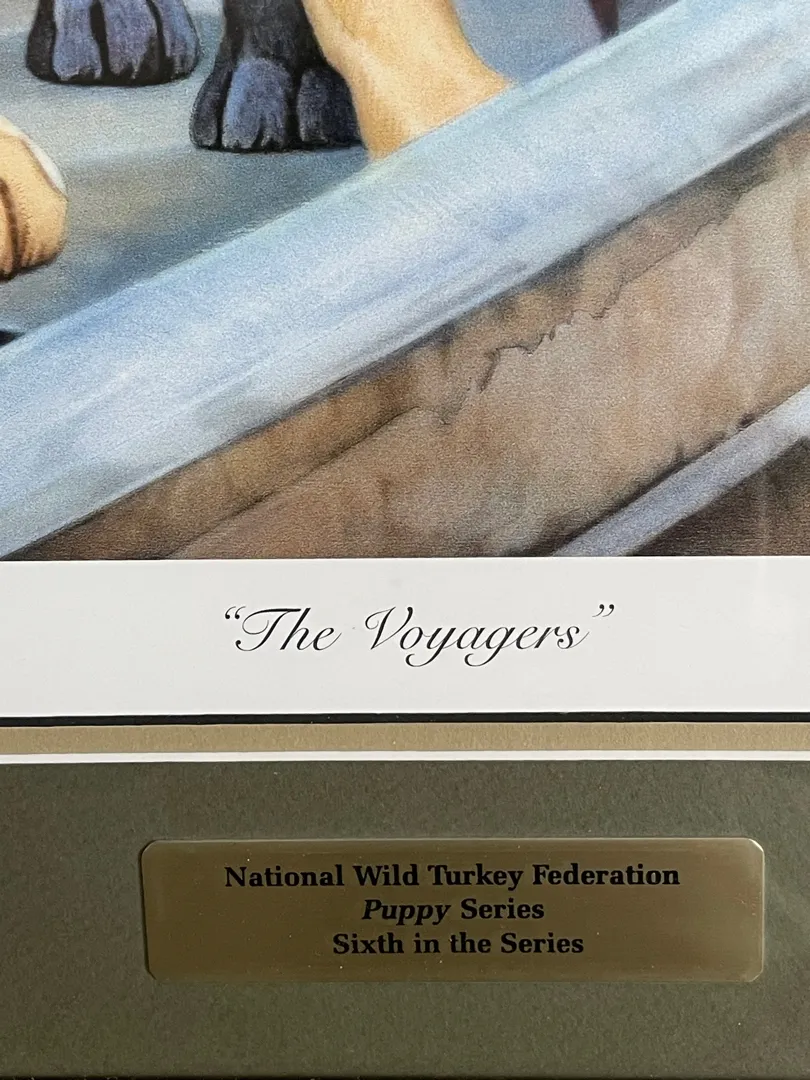 “The Voyagers”
National Wild Turkey Federation
Puppy Series
Sixth in the Series